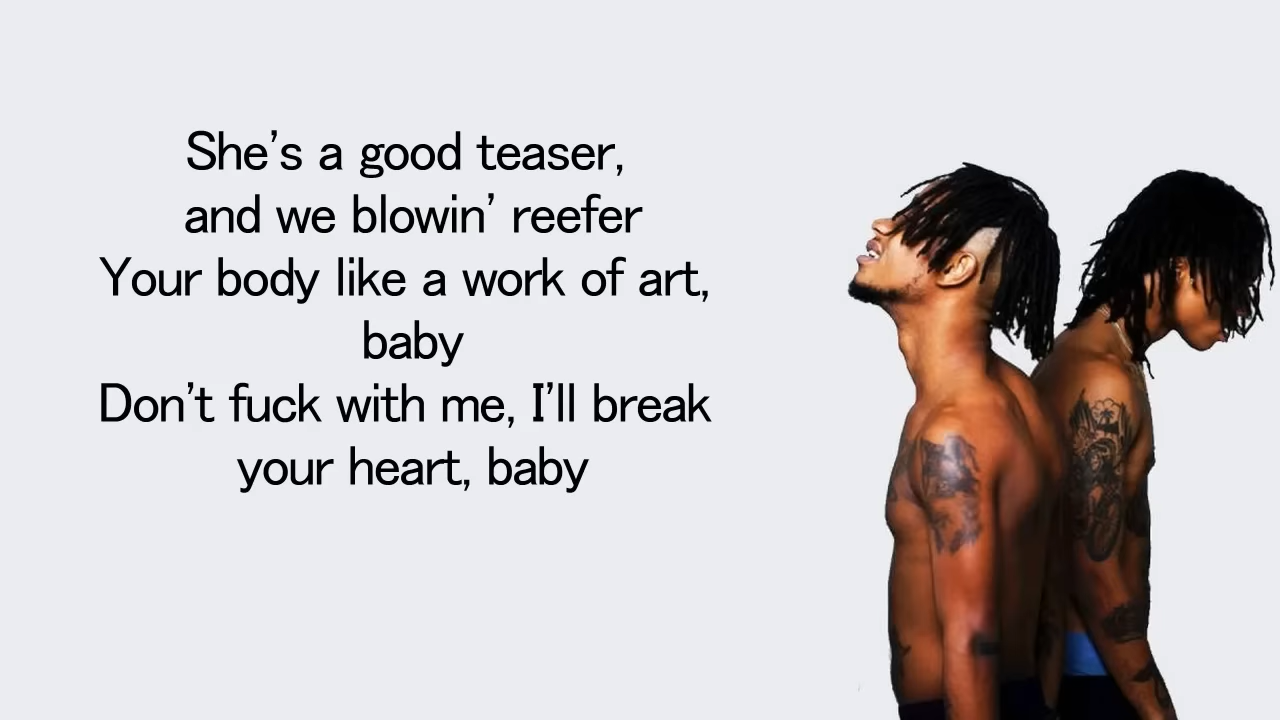 She's a good teaser,
and we blowin' reefer
Your body like a work of art,
baby
Don't fuck with me, I'll break
your heart, baby